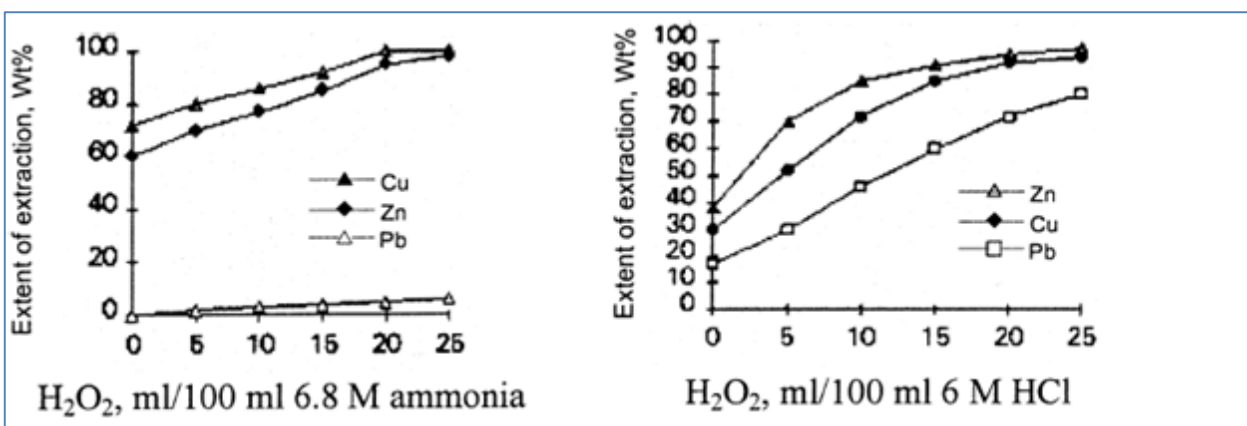 Extent of extraction, Wt%
100
80
60
40
20
0
Cu
Zn
Pb
0 5 10 15 20 25
H₂O₂, ml/100 ml 6.8 M ammonia
Extent of extraction, Wt%
100
90
80
70
60
50
40
30
20
10
0
Zn
Cu
Pb
0 5 10 15 20 25
H₂O₂, ml/100 ml 6 M HCl